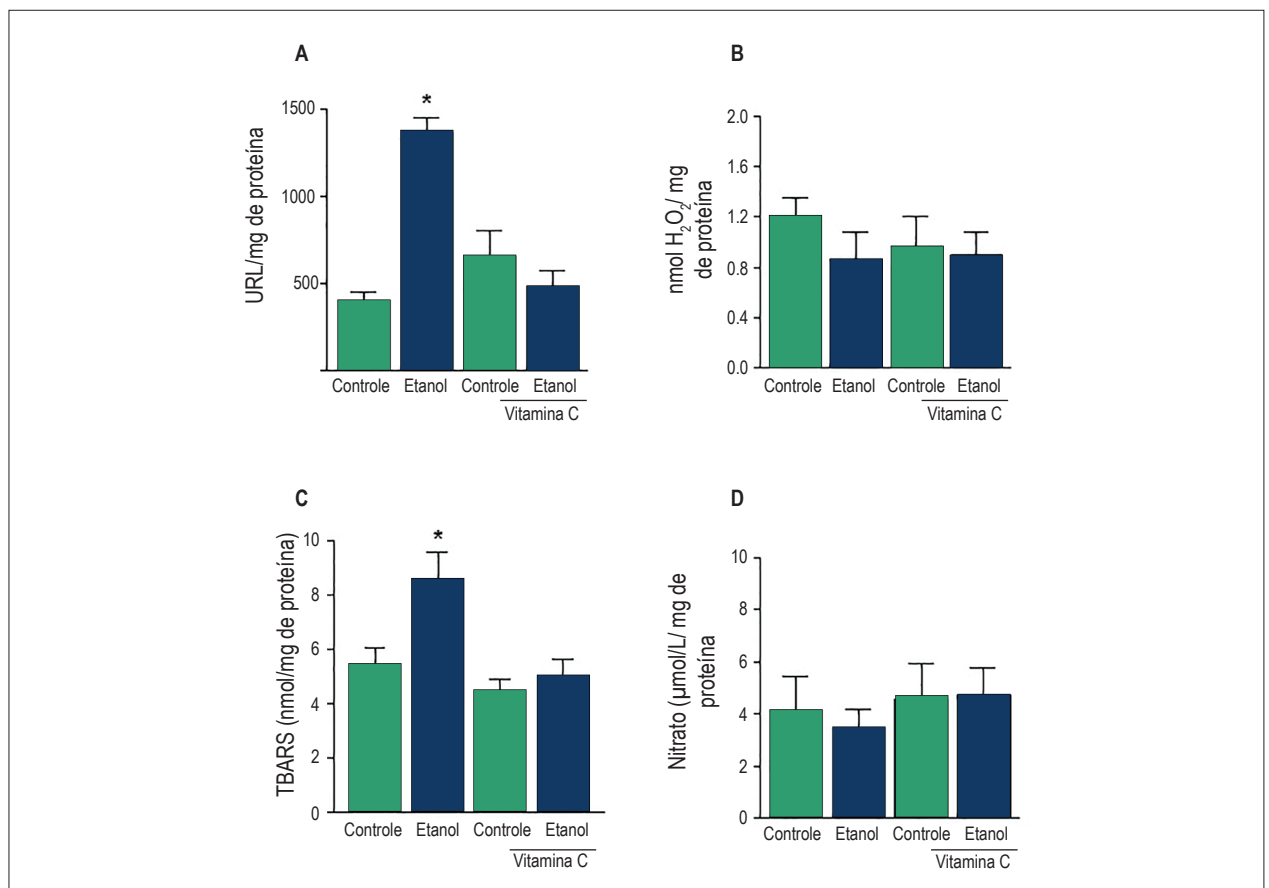 A
URL/mg de proteína
1500
1000
500
*
Controle
Etanol
Controle
Etanol
Vitamina C
B
nmol H₂O₂/ mg
de proteína
2.0
1.6
1.2
0.8
0.4
0.0
Controle
Etanol
Controle
Etanol
Vitamina C
C
TBARS (nmol/mg de proteína)
10
8
6
4
2
0
*
Controle
Etanol
Controle
Etanol
Vitamina C
D
Nitrato (µmol/L/ mg de
proteína
10
8
6
4
2
0
Controle
Etanol
Controle
Etanol
Vitamina C